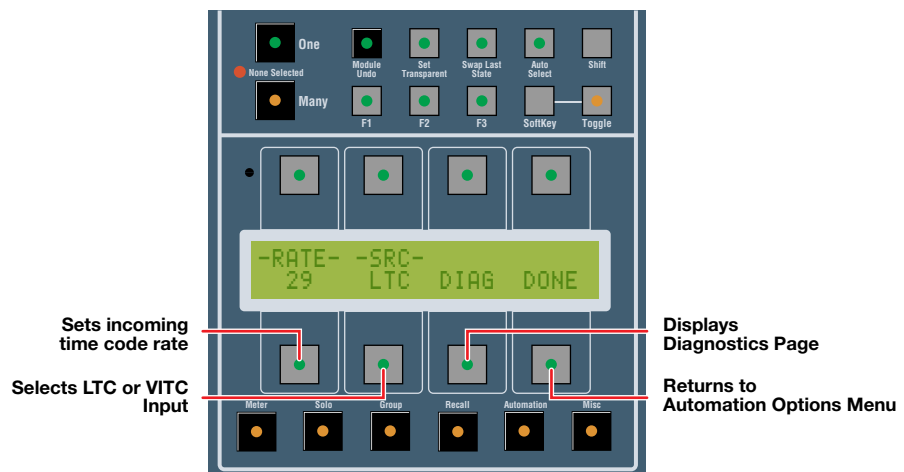 One
None Selected
Many
Module
Undo
Set
Transparent
Swap Last
State
Auto
Select
Shift
F1
F2
F3
SoftKey
Toggle
-RATE- -SRC-
29 LTC DIAG DONE
Sets incoming
time code rate
Selects LTC or VITC
Input
Displays
Diagnostics Page
Returns to
Automation Options Menu
Meter
Solo
Group
Recall
Automation
Misc